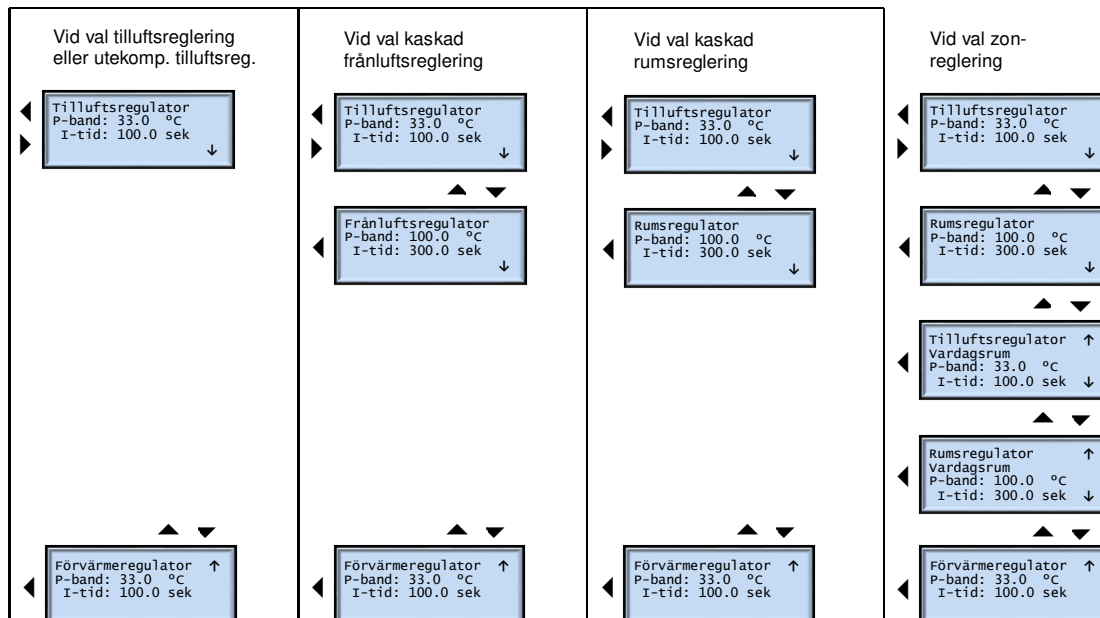 Vid val tilluftsreglering
eller utekomp. tilluftsreg.
Tilluftsregulator
P-band: 33.0 °C
I-tid: 100.0 sek
↓
Förvärmeregulator ↑
P-band: 33.0 °C
I-tid: 100.0 sek
Vid val kaskad
frånluftsreglering
Tilluftsregulator
P-band: 33.0 °C
I-tid: 100.0 sek
↓
Frånluftsregulator
P-band: 100.0 °C
I-tid: 300.0 sek
↓
Förvärmeregulator ↑
P-band: 33.0 °C
I-tid: 100.0 sek
Vid val kaskad
rumsreglering
Tilluftsregulator
P-band: 33.0 °C
I-tid: 100.0 sek
↓
Rumsregulator
P-band: 100.0 °C
I-tid: 300.0 sek
↓
Förvärmeregulator ↑
P-band: 33.0 °C
I-tid: 100.0 sek
Vid val zon-
reglering
Tilluftsregulator
P-band: 33.0 °C
I-tid: 100.0 sek
↓
Rumsregulator
P-band: 100.0 °C
I-tid: 300.0 sek
↓
Tilluftsregulator ↑
Vardagsrum
P-band: 33.0 °C
I-tid: 100.0 sek ↓
Rumsregulator ↑
Vardagsrum
P-band: 100.0 °C
I-tid: 300.0 sek ↓
Förvärmeregulator ↑
P-band: 33.0 °C
I-tid: 100.0 sek